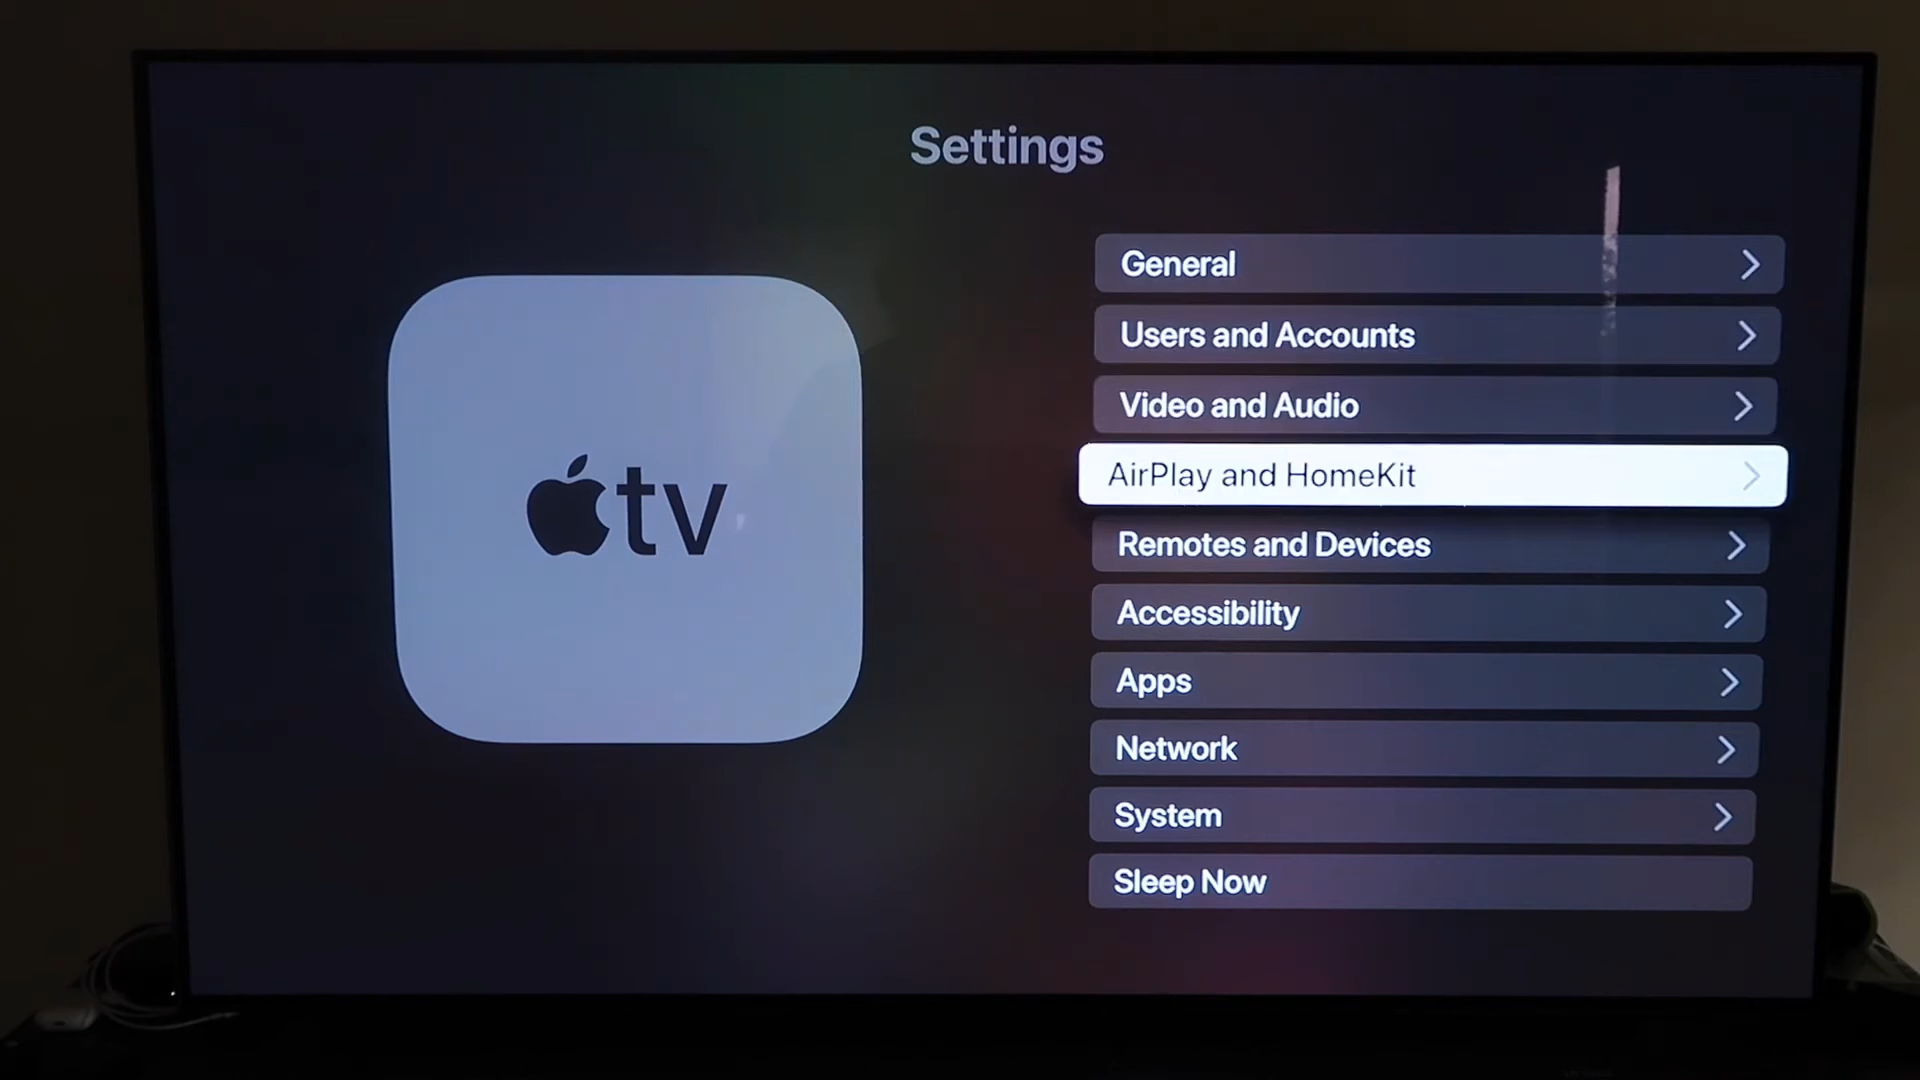 Settings
General
Users and Accounts
Video and Audio
AirPlay and HomeKit
Remotes and Devices
Accessibility
Apps
Network
System
Sleep Now
tv